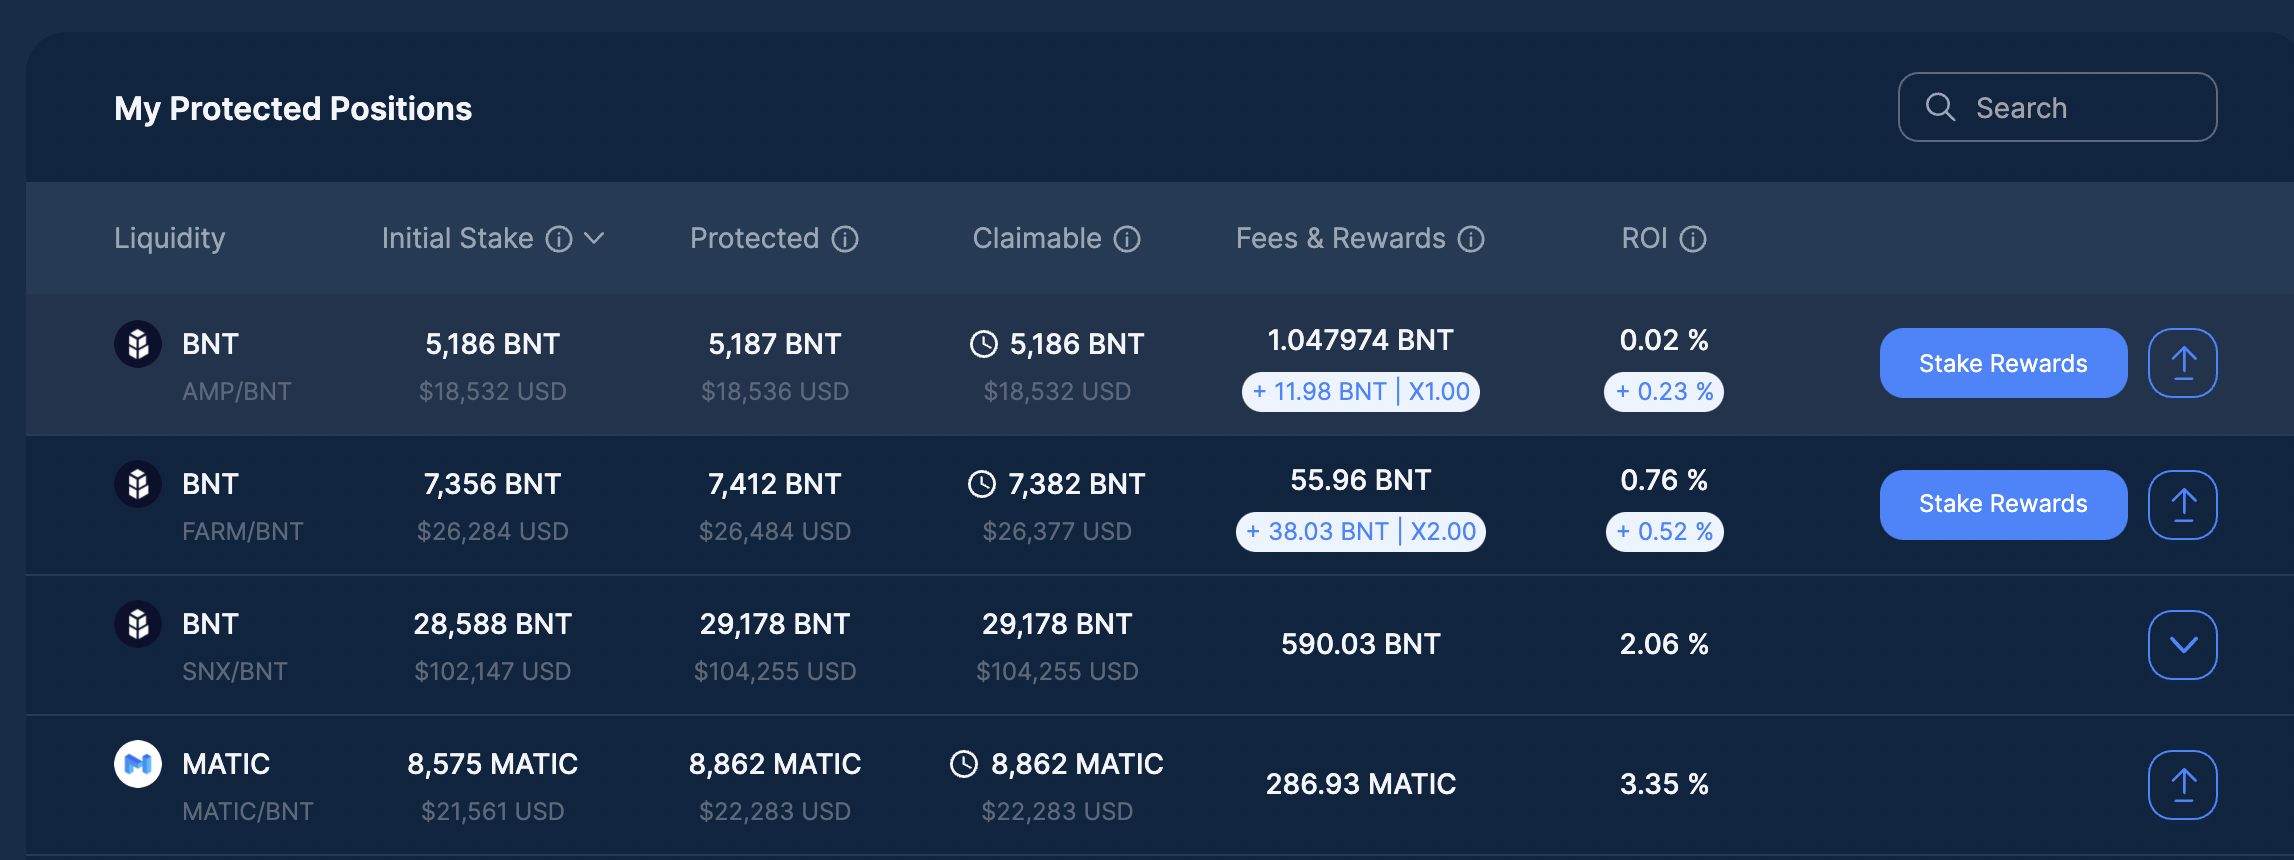 My Protected Positions
Search
Liquidity Initial Stake Protected Claimable Fees & Rewards ROI
BNT 5,186 BNT 5,187 BNT 5,186 BNT 1.047974 BNT 0.02 % Stake Rewards
AMP/BNT $18,532 USD $18,536 USD $18,532 USD + 11.98 BNT | X1.00 + 0.23 %
BNT 7,356 BNT 7,412 BNT 7,382 BNT 55.96 BNT 0.76 % Stake Rewards
FARM/BNT $26,284 USD $26,484 USD $26,377 USD + 38.03 BNT | X2.00 + 0.52 %
BNT 28,588 BNT 29,178 BNT 29,178 BNT 590.03 BNT 2.06 %
SNX/BNT $102,147 USD $104,255 USD $104,255 USD
MATIC 8,575 MATIC 8,862 MATIC 8,862 MATIC 286.93 MATIC 3.35 %
MATIC/BNT $21,561 USD $22,283 USD $22,283 USD